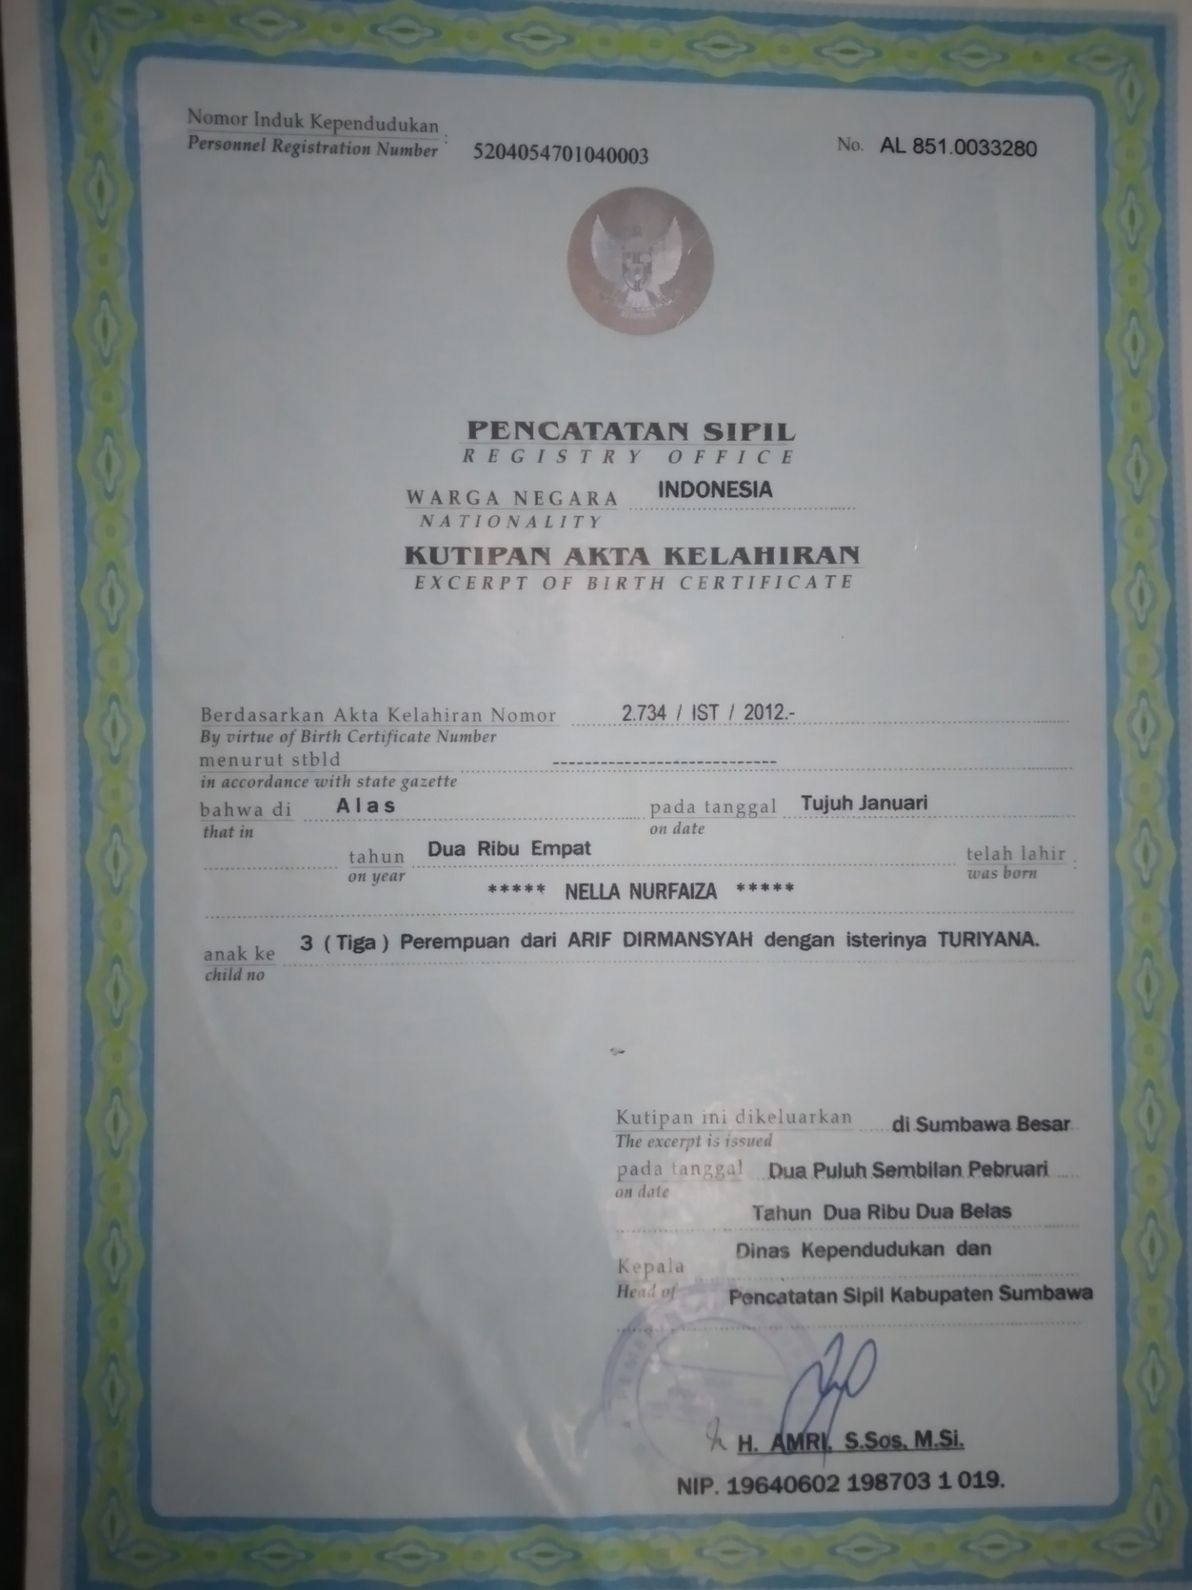 Nomor Induk Kependudukan
Personnel Registration Number : 5204054701040003
No. AL 851.0033280
PENCATATAN SIPIL
REGISTRY OFFICE
WARGA NEGARA INDONESIA
NATIONALITY
KUTIPAN AKTA KELAHIRAN
EXCERPT OF BIRTH CERTIFICATE
Berdasarkan Akta Kelahiran Nomor 2.734 / IST / 2012.-
By virtue of Birth Certificate Number
menurut stbld ----------------------------
in accordance with state gazette
bahwa di Alas pada tanggal Tujuh Januari
that in on date
tahun Dua Ribu Empat telah lahir :
on year was born
***** NELLA NURFAIZA *****
anak ke 3 ( Tiga ) Perempuan dari ARIF DIRMANSYAH dengan isterinya TURIYANA.
child no
Kutipan ini dikeluarkan di Sumbawa Besar
The excerpt is issued
pada tanggal Dua Puluh Sembilan Pebruari
on date
Tahun Dua Ribu Dua Belas
Kepala Dinas Kependudukan dan
Head of Pencatatan Sipil Kabupaten Sumbawa
H. AMRI, S.Sos, M.Si.
NIP. 19640602 198703 1 019.